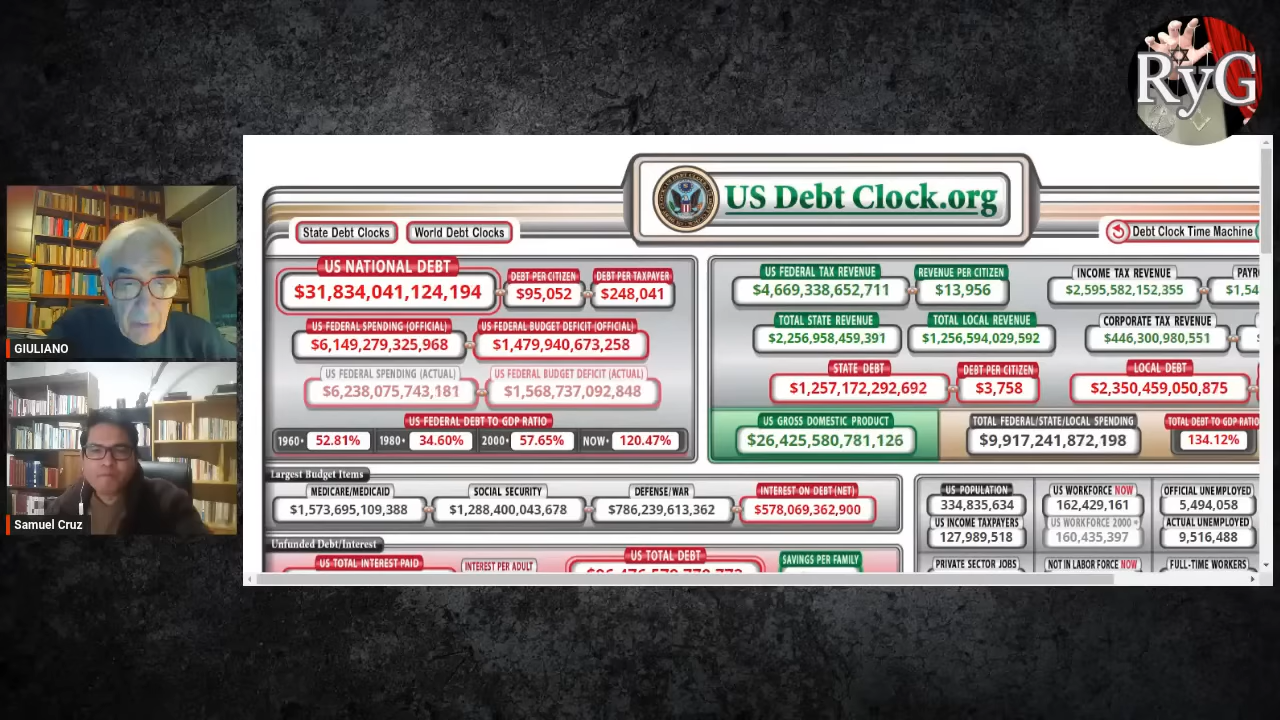 RyG
GIULIANO
Samuel Cruz
US Debt Clock.org
State Debt Clocks
World Debt Clocks
Debt Clock Time Machine
US NATIONAL DEBT
$31,834,041,124,194
DEBT PER CITIZEN
$95,052
DEBT PER TAXPAYER
$248,041
US FEDERAL SPENDING (OFFICIAL)
$6,149,279,325,968
US FEDERAL BUDGET DEFICIT (OFFICIAL)
$1,479,940,673,258
US FEDERAL SPENDING (ACTUAL)
$6,238,075,743,181
US FEDERAL BUDGET DEFICIT (ACTUAL)
$1,568,737,092,848
US FEDERAL DEBT TO GDP RATIO
1960• 52.81% 1980• 34.60% 2000• 57.65% NOW• 120.47%
US FEDERAL TAX REVENUE
$4,669,338,652,711
REVENUE PER CITIZEN
$13,956
INCOME TAX REVENUE
$2,595,582,152,355
PAYR
$1,54
TOTAL STATE REVENUE
$2,256,958,459,391
TOTAL LOCAL REVENUE
$1,256,594,029,592
CORPORATE TAX REVENUE
$446,300,980,551
STATE DEBT
$1,257,172,292,692
DEBT PER CITIZEN
$3,758
LOCAL DEBT
$2,350,459,050,875
US GROSS DOMESTIC PRODUCT
$26,425,580,781,126
TOTAL FEDERAL/STATE/LOCAL SPENDING
$9,917,241,872,198
TOTAL DEBT TO GDP RATIO
134.12%
Largest Budget Items
MEDICARE/MEDICAID
$1,573,695,109,388
SOCIAL SECURITY
$1,288,400,043,678
DEFENSE/WAR
$786,239,613,362
INTEREST ON DEBT (NET)
$578,069,362,900
US POPULATION
334,835,634
US INCOME TAXPAYERS
127,989,518
PRIVATE SECTOR JOBS
US WORKFORCE NOW
162,429,161
US WORKFORCE 2000
160,435,397
NOT IN LABOR FORCE NOW
OFFICIAL UNEMPLOYED
5,494,058
ACTUAL UNEMPLOYED
9,516,488
FULL-TIME WORKERS
Unfunded Debt/Interest
US TOTAL INTEREST PAID
INTEREST PER ADULT
US TOTAL DEBT
SAVINGS PER FAMILY